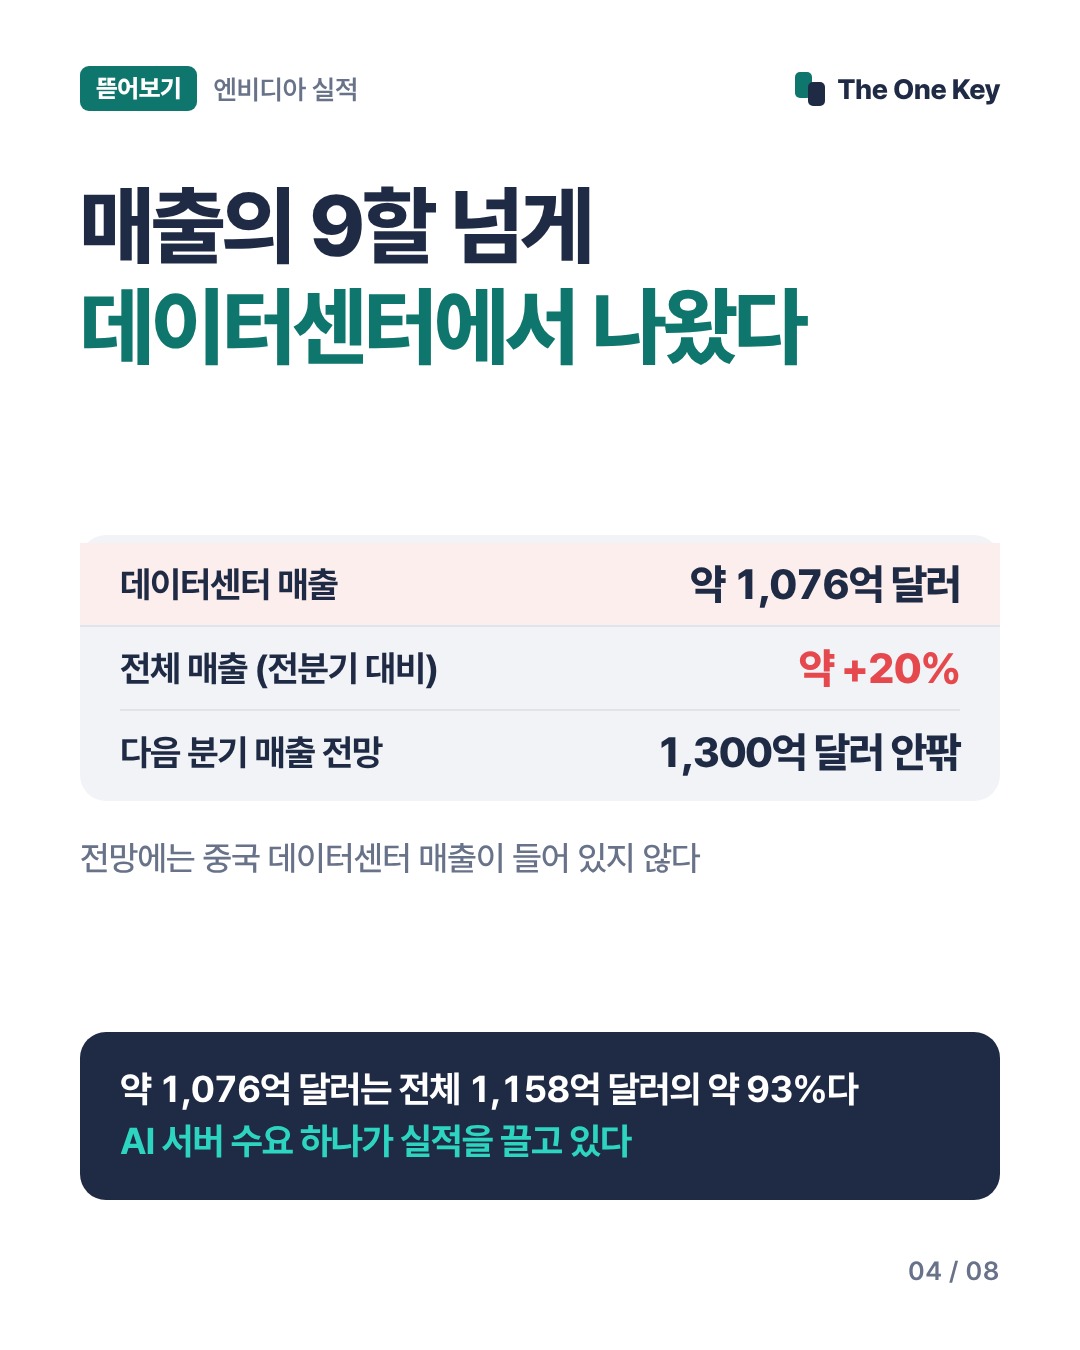 뜯어보기 엔비디아 실적
The One Key
매출의 9할 넘게
데이터센터에서 나왔다
데이터센터 매출 약 1,076억 달러
전체 매출 (전분기 대비) 약 +20%
다음 분기 매출 전망 1,300억 달러 안팎
전망에는 중국 데이터센터 매출이 들어 있지 않다
약 1,076억 달러는 전체 1,158억 달러의 약 93%다
AI 서버 수요 하나가 실적을 끌고 있다
04 / 08